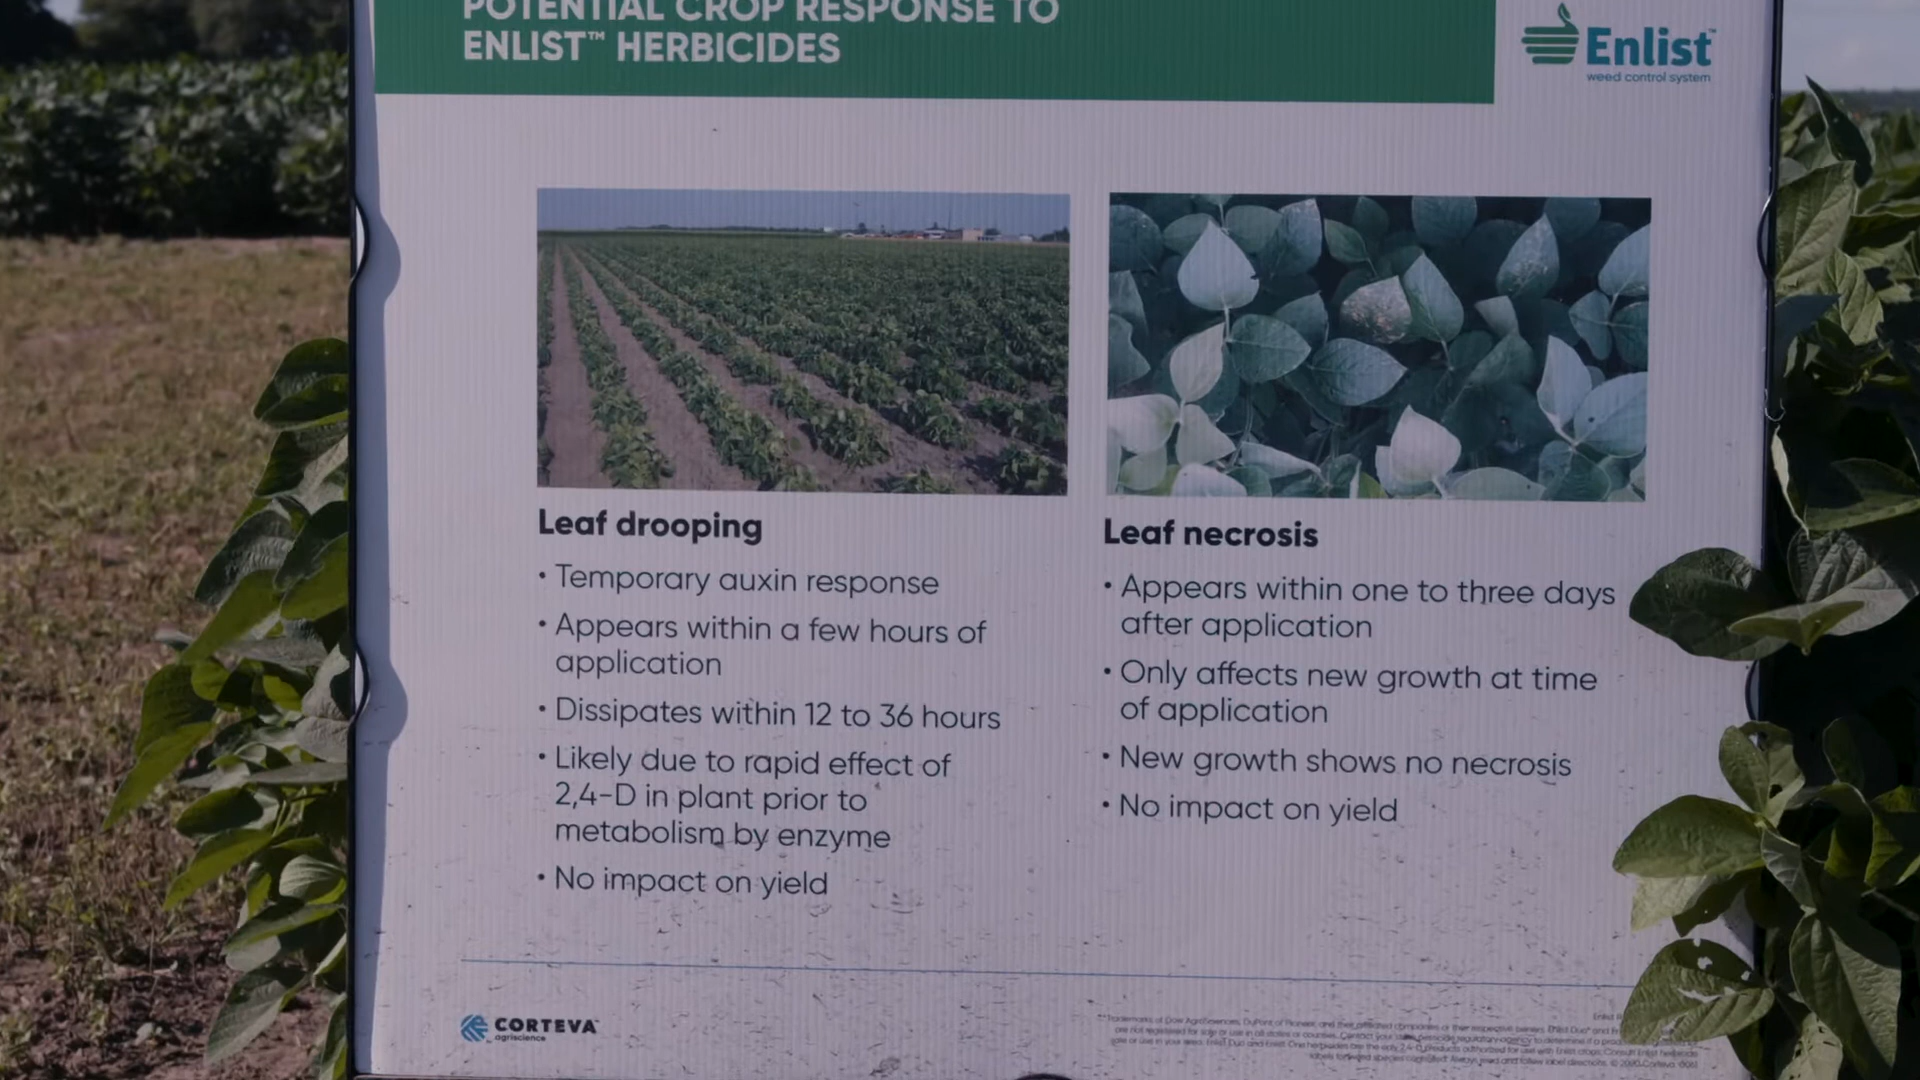 POTENTIAL CROP RESPONSE TO
ENLIST™ HERBICIDES
Enlist™
weed control system
Leaf drooping
• Temporary auxin response
• Appears within a few hours of
application
• Dissipates within 12 to 36 hours
• Likely due to rapid effect of
2,4-D in plant prior to
metabolism by enzyme
• No impact on yield
Leaf necrosis
• Appears within one to three days
after application
• Only affects new growth at time
of application
• New growth shows no necrosis
• No impact on yield
CORTEVA™
agriscience